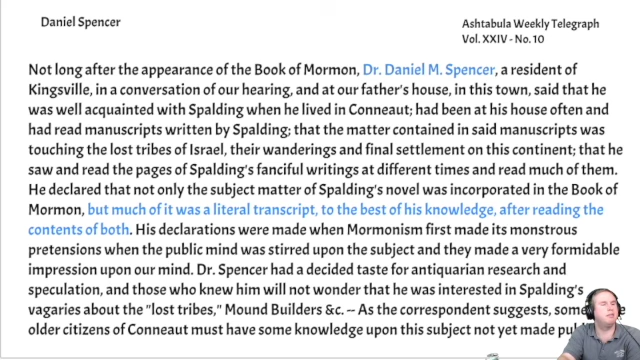 Daniel Spencer
Ashtabula Weekly Telegraph
Vol. XXIV - No. 10
Not long after the appearance of the Book of Mormon, Dr. Daniel M. Spencer, a resident of
Kingsville, in a conversation of our hearing, and at our father's house, in this town, said that he
was well acquainted with Spalding when he lived in Conneaut; had been at his house often and
had read manuscripts written by Spalding; that the matter contained in said manuscripts was
touching the lost tribes of Israel, their wanderings and final settlement on this continent; that he
saw and read the pages of Spalding's fanciful writings at different times and read much of them.
He declared that not only the subject matter of Spalding's novel was incorporated in the Book of
Mormon, but much of it was a literal transcript, to the best of his knowledge, after reading the
contents of both. His declarations were made when Mormonism first made its monstrous
pretensions when the public mind was stirred upon the subject and they made a very formidable
impression upon our mind. Dr. Spencer had a decided taste for antiquarian research and
speculation, and those who knew him will not wonder that he was interested in Spalding's
vagaries about the "lost tribes," Mound Builders &c. -- As the correspondent suggests, some
older citizens of Conneaut must have some knowledge upon this subject not yet made